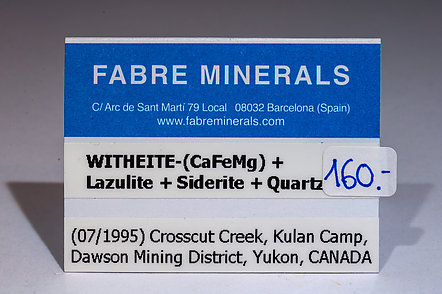 FABRE MINERALS
C/ Arc de Sant Martí 79 Local 08032 Barcelona (Spain)
www.fabreminerals.com
WITHEITE-(CaFeMg) +
Lazulite + Siderite + Quartz
160.-
(07/1995) Crosscut Creek, Kulan Camp,
Dawson Mining District, Yukon, CANADA